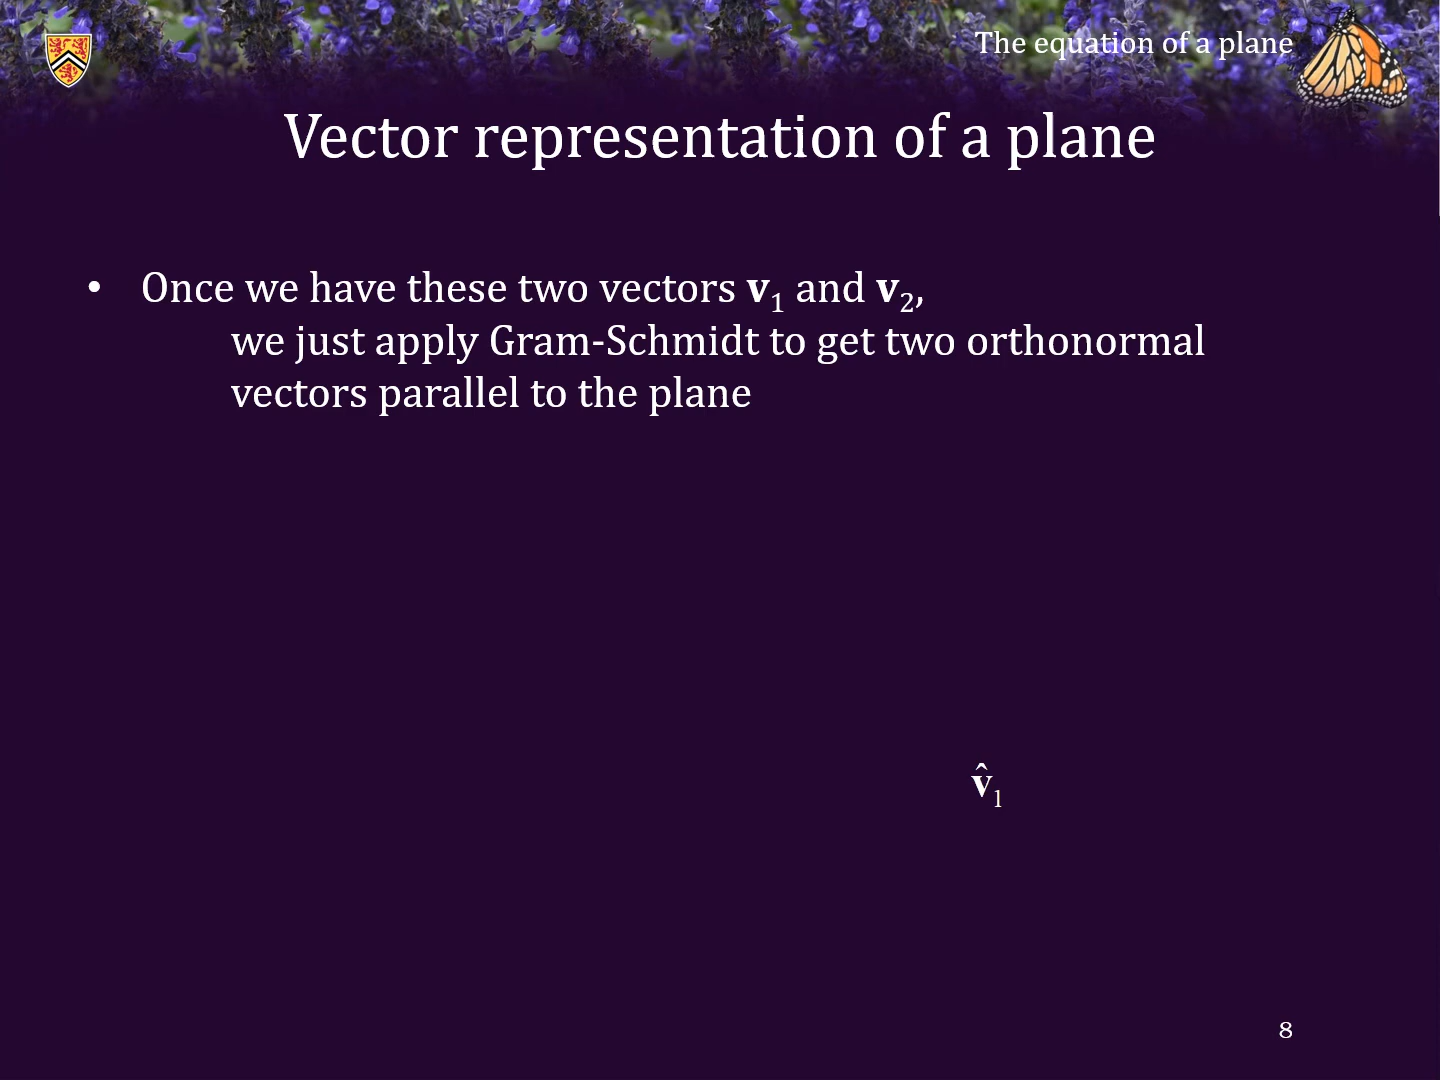 The equation of a plane
Vector representation of a plane
• Once we have these two vectors v₁ and v₂,
we just apply Gram-Schmidt to get two orthonormal
vectors parallel to the plane
v̂₁
8